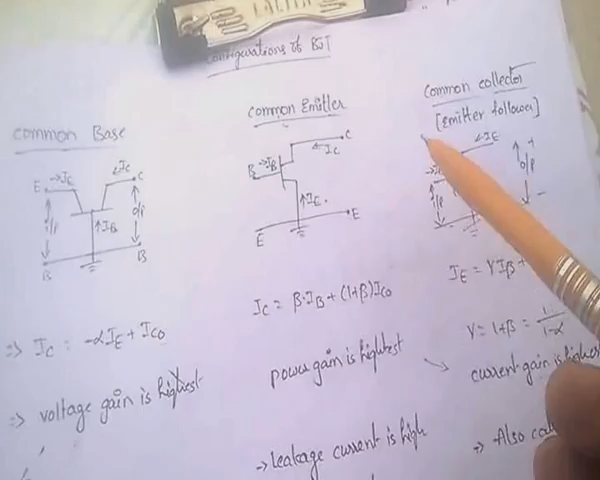 Configurations of BJT
Common Base
E →IE ←IC C
i/p ↑IB o/p
B B
=> IC = -αIE + ICO
=> voltage gain is highest
Common Emitter
C
←IC
B →IB
↑IE
E E
IC = β·IB + (1+β)ICO
power gain is highest
→ Leakage current is high
Common collector
[Emitter follower]
←IE +
o/p
i/p -
IE = γIB +
γ = 1+β = 1/1-α
current gain is highest
→ Also